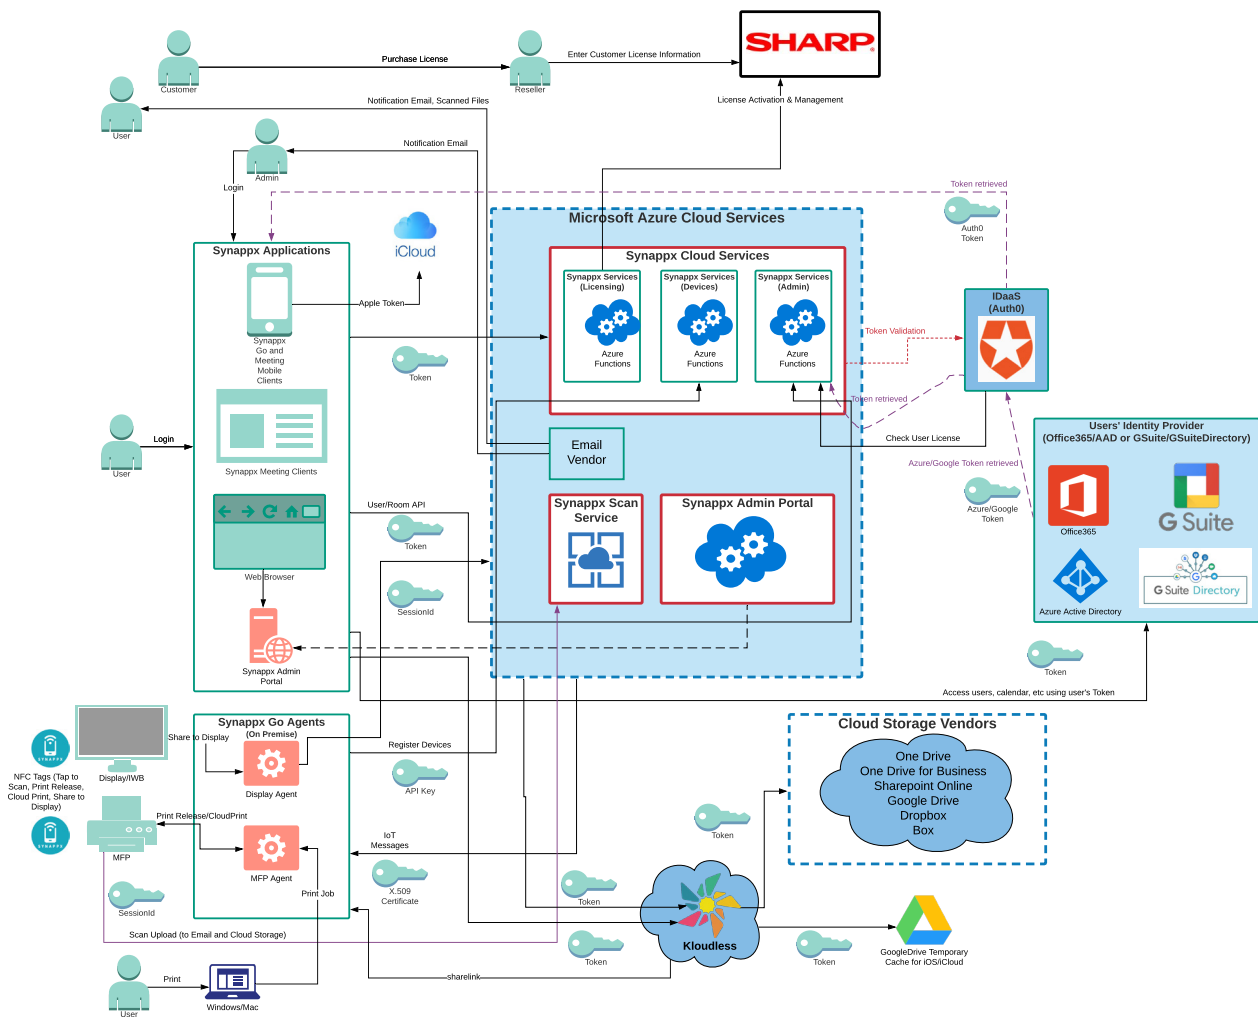 SHARP
Purchase License
Enter Customer License Information
Customer
Reseller
License Activation & Management
Notification Email, Scanned Files
User
Notification Email
Admin
Login
Token retrieved
Auth0
Token
iCloud
Apple Token
Synappx Applications
Synappx
Go and
Meeting
Mobile
Clients
Synappx Meeting Clients
Web Browser
Synappx Admin
Portal
User
Login
Token
User/Room API
Token
SessionId
Microsoft Azure Cloud Services
Synappx Cloud Services
Synappx Services
(Licensing)
Azure
Functions
Synappx Services
(Devices)
Azure
Functions
Synappx Services
(Admin)
Azure
Functions
Email
Vendor
Synappx Scan
Service
Synappx Admin Portal
Token Validation
Token retrieved
Check User License
IDaaS
(Auth0)
Azure/Google Token retrieved
Azure/Google
Token
Users' Identity Provider
(Office365/AAD or GSuite/GSuiteDirectory)
Office365
G Suite
Azure Active Directory
G Suite Directory
Token
Access users, calendar, etc using user's Token
Synappx Go Agents
(On Premise)
Share to Display
Display Agent
Display/IWB
NFC Tags (Tap to
Scan, Print Release,
Cloud Print, Share to
Display)
SYNAPPX
SYNAPPX
Print Release/CloudPrint
MFP
MFP Agent
Print Job
SessionId
Scan Upload (to Email and Cloud Storage)
Print
User
Windows/Mac
Register Devices
API Key
IoT
Messages
X.509
Certificate
sharelink
Token
Token
Kloudless
Token
Token
Cloud Storage Vendors
One Drive
One Drive for Business
Sharepoint Online
Google Drive
Dropbox
Box
GoogleDrive Temporary
Cache for iOS/iCloud